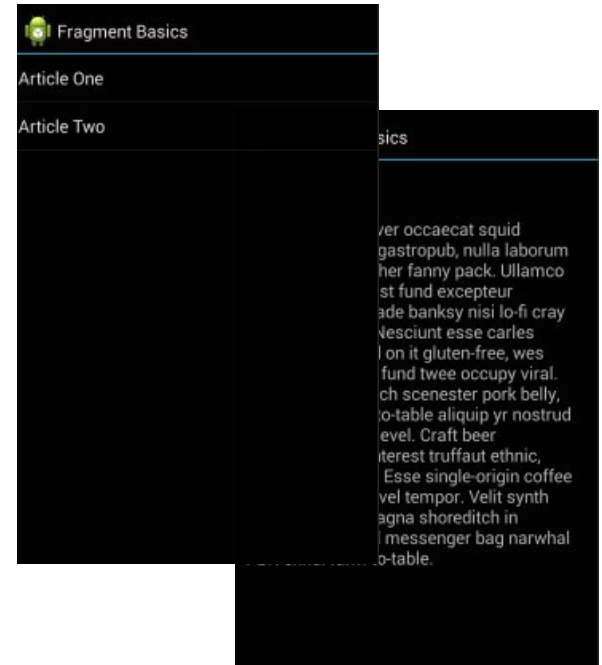 Fragment Basics
Article One
Article Two
sics
ver occaecat squid
gastropub, nulla laborum
her fanny pack. Ullamco
st fund excepteur
ade banksy nisi lo-fi cray
Nesciunt esse carles
l on it gluten-free, wes
fund twee occupy viral.
ch scenester pork belly,
to-table aliquip yr nostrud
evel. Craft beer
terest truffaut ethnic,
Esse single-origin coffee
vel tempor. Velit synth
agna shoreditch in
l messenger bag narwhal
o-table.